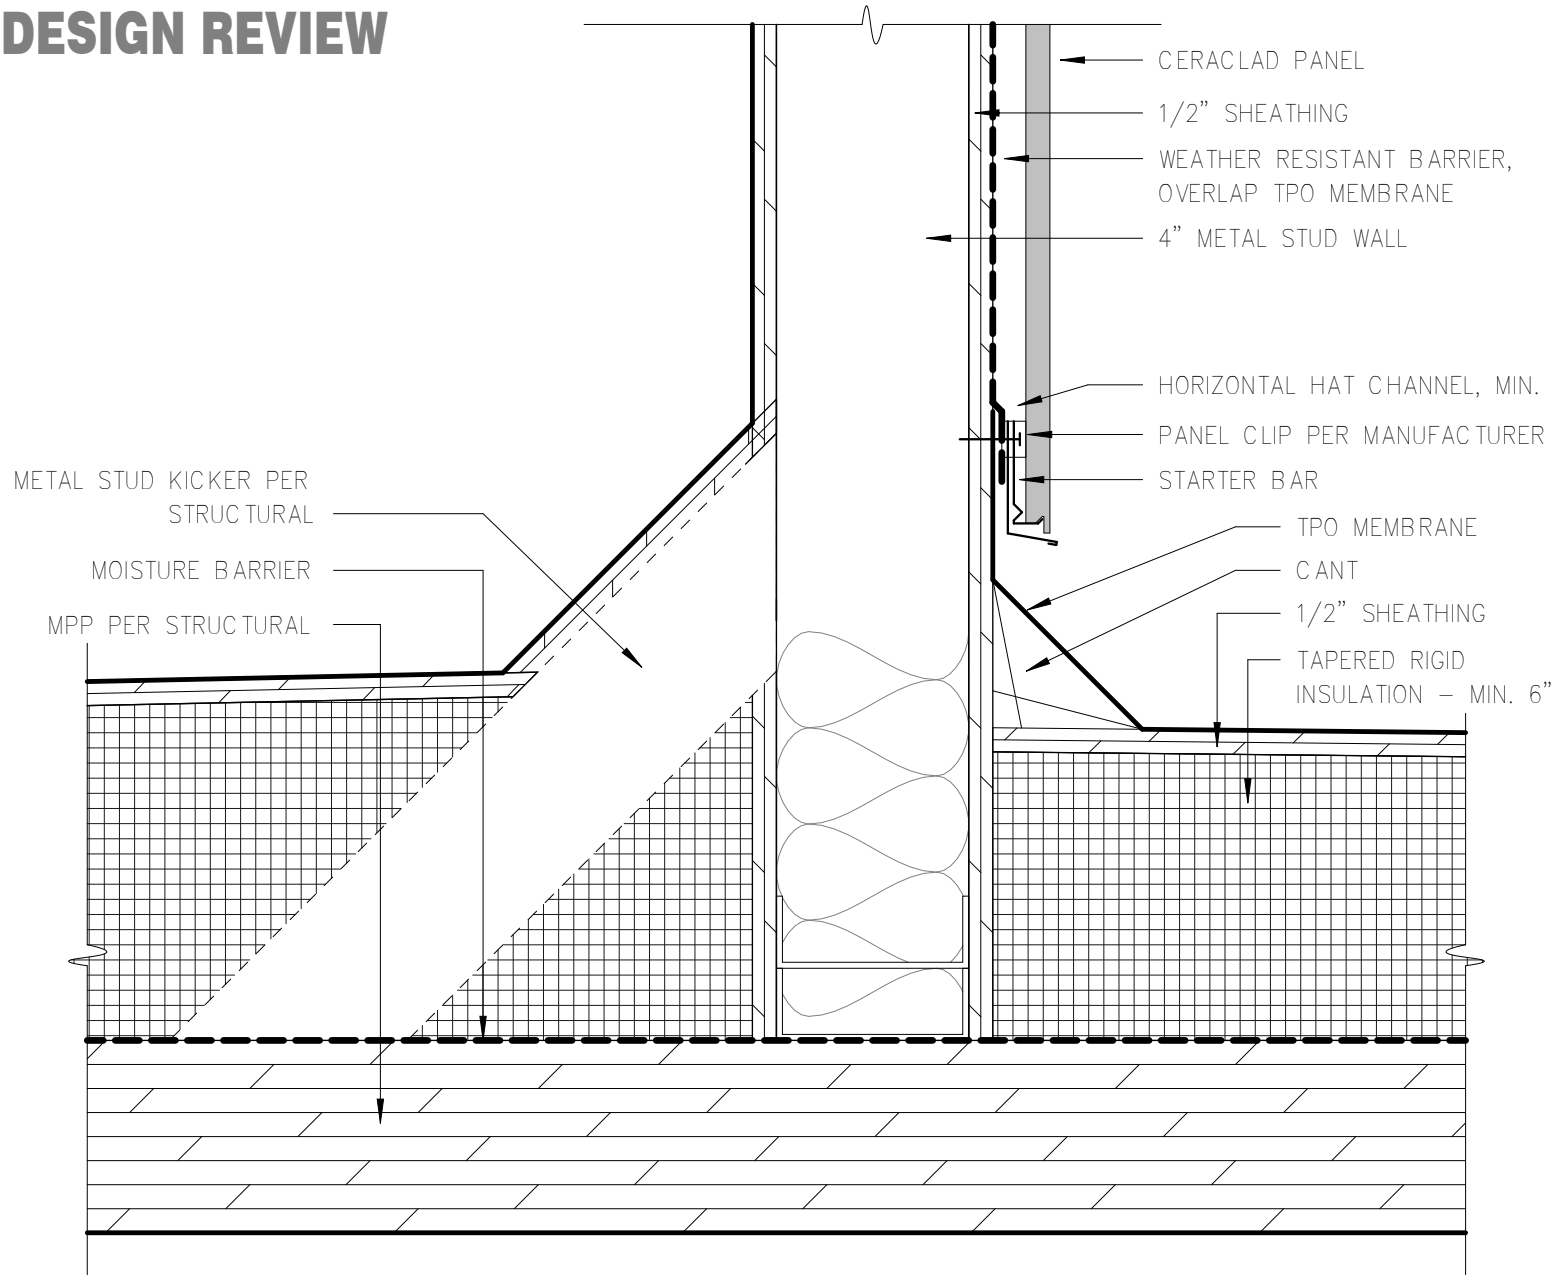 DESIGN REVIEW
CERACLAD PANEL
1/2” SHEATHING
WEATHER RESISTANT BARRIER,
OVERLAP TPO MEMBRANE
4” METAL STUD WALL
HORIZONTAL HAT CHANNEL, MIN.
PANEL CLIP PER MANUFACTURER
STARTER BAR
METAL STUD KICKER PER
STRUCTURAL
MOISTURE BARRIER
MPP PER STRUCTURAL
TPO MEMBRANE
CANT
1/2” SHEATHING
TAPERED RIGID
INSULATION – MIN. 6”